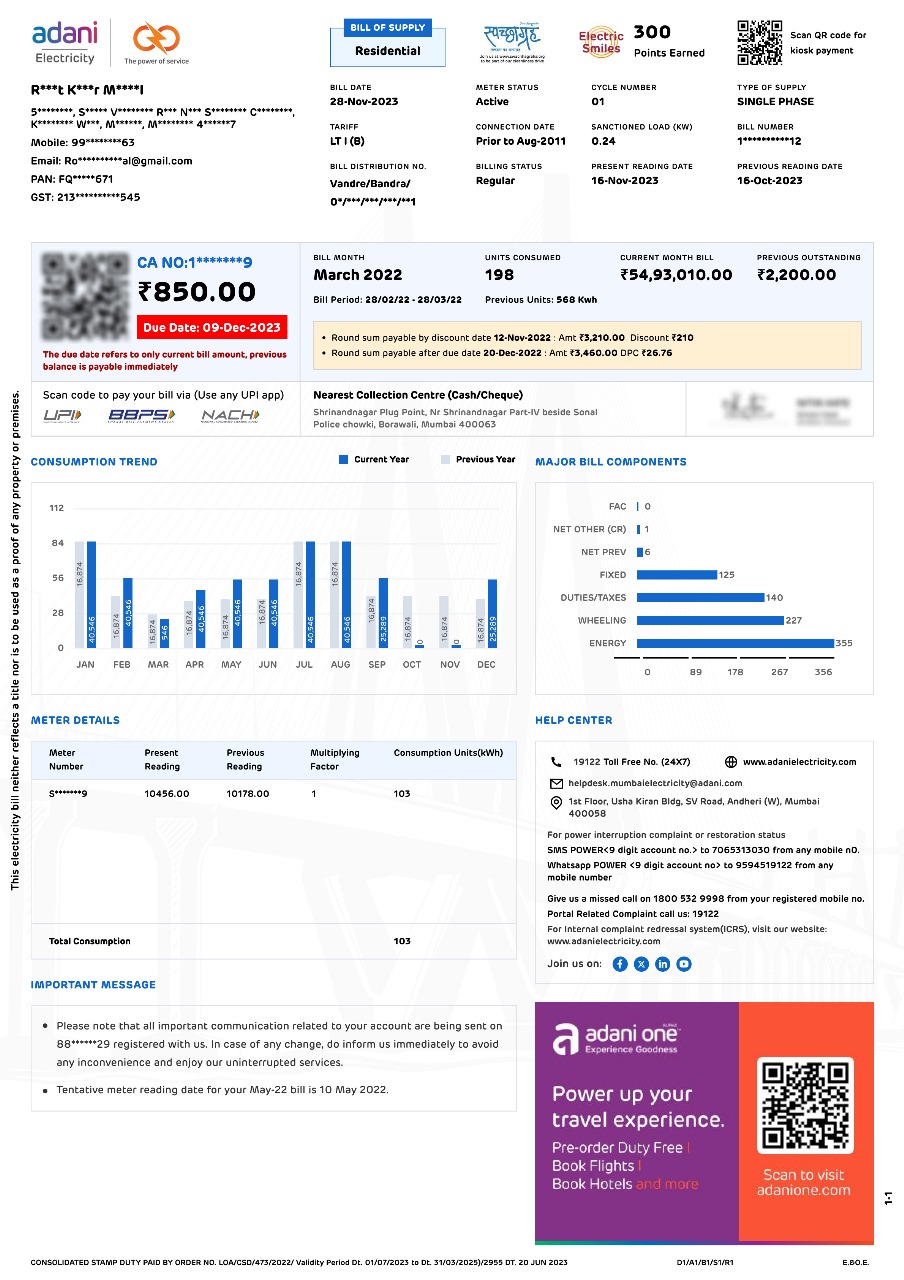 adani
Electricity
The power of service
BILL OF SUPPLY
Residential
स्वच्छाग्रह
Electric
Smiles
300
Points Earned
Scan QR code for
kiosk payment
R***t K***r M****l
5********, S***** V******** R*** N*** S******** C********,
K******** W***, M******, M******** 4******7
Mobile: 99********63
Email: Ro**********al@gmail.com
PAN: FQ*****671
GST: 213**********545
BILL DATE
28-Nov-2023
METER STATUS
Active
CYCLE NUMBER
01
TYPE OF SUPPLY
SINGLE PHASE
TARIFF
LT I (B)
CONNECTION DATE
Prior to Aug-2011
SANCTIONED LOAD (KW)
0.24
BILL NUMBER
1**********12
BILL DISTRIBUTION NO.
Vandre/Bandra/
0*/***/***/***/**1
BILLING STATUS
Regular
PRESENT READING DATE
16-Nov-2023
PREVIOUS READING DATE
16-Oct-2023
CA NO:1*******9
₹850.00
Due Date: 09-Dec-2023
The due date refers to only current bill amount, previous
balance is payable immediately
BILL MONTH
March 2022
UNITS CONSUMED
198
CURRENT MONTH BILL
₹54,93,010.00
PREVIOUS OUTSTANDING
₹2,200.00
Bill Period: 28/02/22 - 28/03/22
Previous Units: 568 Kwh
• Round sum payable by discount date 12-Nov-2022 : Amt ₹3,210.00 Discount ₹210
• Round sum payable after due date 20-Dec-2022 : Amt ₹3,460.00 DPC ₹26.76
Scan code to pay your bill via (Use any UPI app)
UPI
BBPS
NACH
Nearest Collection Centre (Cash/Cheque)
Shrinandnagar Plug Point, Nr Shrinandnagar Part-IV beside Sonal
Police chowki, Borawali, Mumbai 400063
This electricity bill neither reflects a title nor is to be used as a proof of any property or premises.
CONSUMPTION TREND
Current Year
Previous Year
112
84
56
28
0
16,874 40,546 16,874 40,546 16,874 546 16,874 40,546 16,874 40,546 16,874 40,546 16,874 40,546 16,874 40,546 16,874 25,289 16,874 0 16,874 0 16,874 25,289
JAN FEB MAR APR MAY JUN JUL AUG SEP OCT NOV DEC
MAJOR BILL COMPONENTS
FAC 0
NET OTHER (CR) 1
NET PREV 6
FIXED 125
DUTIES/TAXES 140
WHEELING 227
ENERGY 355
0 89 178 267 356
METER DETAILS
Meter
Number
Present
Reading
Previous
Reading
Multiplying
Factor
Consumption Units(kWh)
S*******9 10456.00 10178.00 1 103
Total Consumption 103
HELP CENTER
19122 Toll Free No. (24X7)
www.adanielectricity.com
helpdesk.mumbaielectricity@adani.com
1st Floor, Usha Kiran Bldg, SV Road, Andheri (W), Mumbai
400058
For power interruption complaint or restoration status
SMS POWER<9 digit account no.> to 7065313030 from any mobile n0.
Whatsapp POWER <9 digit account no> to 9594519122 from any
mobile number
Give us a missed call on 1800 532 9998 from your registered mobile no.
Portal Related Complaint call us: 19122
For Internal complaint redressal system(ICRS), visit our website:
www.adanielectricity.com
Join us on:
IMPORTANT MESSAGE
• Please note that all important communication related to your account are being sent on
88******29 registered with us. In case of any change, do inform us immediately to avoid
any inconvenience and enjoy our uninterrupted services.
• Tentative meter reading date for your May-22 bill is 10 May 2022.
adani one
Experience Goodness
Power up your
travel experience.
Pre-order Duty Free |
Book Flights |
Book Hotels and more
Scan to visit
adanione.com
1-1
CONSOLIDATED STAMP DUTY PAID BY ORDER NO. LOA/CSD/473/2022/ Validity Period Dt. 01/07/2023 to Dt. 31/03/2025)/2955 DT. 20 JUN 2023
D1/A1/B1/S1/R1
E.&O.E.